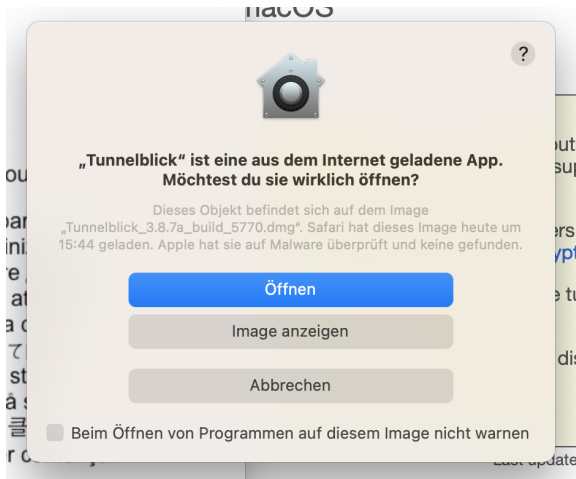 macOS
?
„Tunnelblick“ ist eine aus dem Internet geladene App.
Möchtest du sie wirklich öffnen?
Dieses Objekt befindet sich auf dem Image
„Tunnelblick_3.8.7a_build_5770.dmg“. Safari hat dieses Image heute um
15:44 geladen. Apple hat sie auf Malware überprüft und keine gefunden.
Öffnen
Image anzeigen
Abbrechen
Beim Öffnen von Programmen auf diesem Image nicht warnen